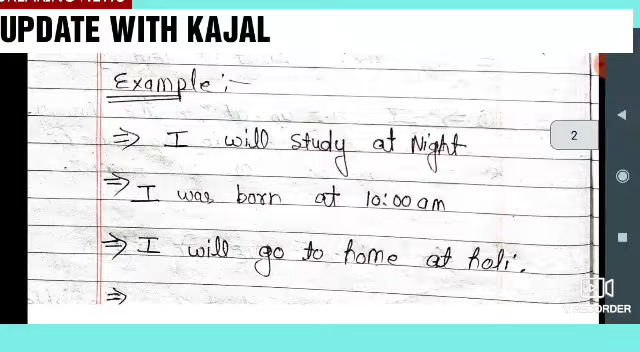 UPDATE WITH KAJAL
Example :-
⇒ I will study at Night
2
⇒ I was born at 10:00 am
⇒ I will go to home at holi.
⇒
RECORDER